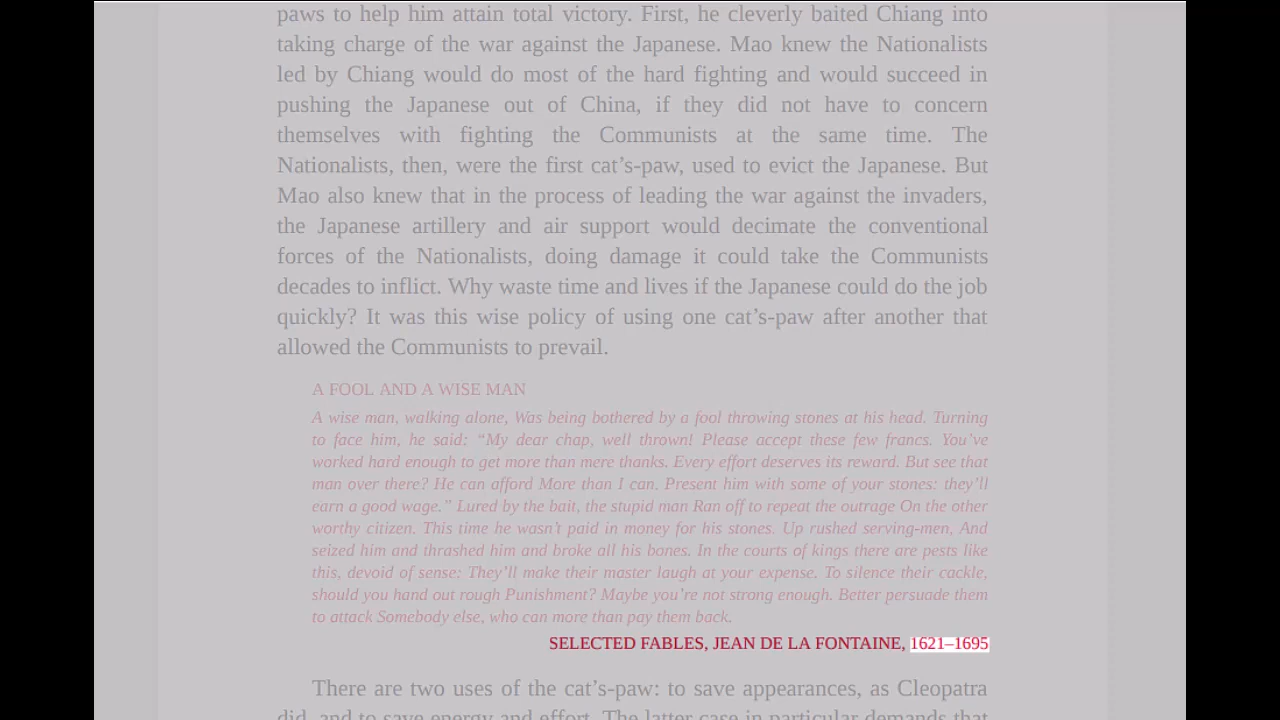 paws to help him attain total victory. First, he cleverly baited Chiang into
taking charge of the war against the Japanese. Mao knew the Nationalists
led by Chiang would do most of the hard fighting and would succeed in
pushing the Japanese out of China, if they did not have to concern
themselves with fighting the Communists at the same time. The
Nationalists, then, were the first cat’s-paw, used to evict the Japanese. But
Mao also knew that in the process of leading the war against the invaders,
the Japanese artillery and air support would decimate the conventional
forces of the Nationalists, doing damage it could take the Communists
decades to inflict. Why waste time and lives if the Japanese could do the job
quickly? It was this wise policy of using one cat’s-paw after another that
allowed the Communists to prevail.
A FOOL AND A WISE MAN
A wise man, walking alone, Was being bothered by a fool throwing stones at his head. Turning
to face him, he said: “My dear chap, well thrown! Please accept these few francs. You’ve
worked hard enough to get more than mere thanks. Every effort deserves its reward. But see that
man over there? He can afford More than I can. Present him with some of your stones: they’ll
earn a good wage.” Lured by the bait, the stupid man Ran off to repeat the outrage On the other
worthy citizen. This time he wasn’t paid in money for his stones. Up rushed serving-men, And
seized him and thrashed him and broke all his bones. In the courts of kings there are pests like
this, devoid of sense: They’ll make their master laugh at your expense. To silence their cackle,
should you hand out rough Punishment? Maybe you’re not strong enough. Better persuade them
to attack Somebody else, who can more than pay them back.
SELECTED FABLES, JEAN DE LA FONTAINE, 1621–1695
There are two uses of the cat’s-paw: to save appearances, as Cleopatra
did, and to save energy and effort. The latter case in particular demands that